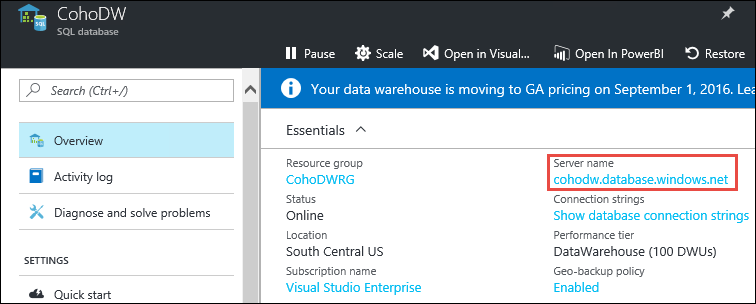 CohoDW
SQL database
Pause
Scale
Open in Visual...
Open In PowerBI
Restore
Search (Ctrl+/)
Overview
Activity log
Diagnose and solve problems
SETTINGS
Quick start
Your data warehouse is moving to GA pricing on September 1, 2016. Lea
Essentials
Resource group
CohoDWRG
Server name
cohodw.database.windows.net
Status
Online
Connection strings
Show database connection strings
Location
South Central US
Performance tier
DataWarehouse (100 DWUs)
Subscription name
Visual Studio Enterprise
Geo-backup policy
Enabled